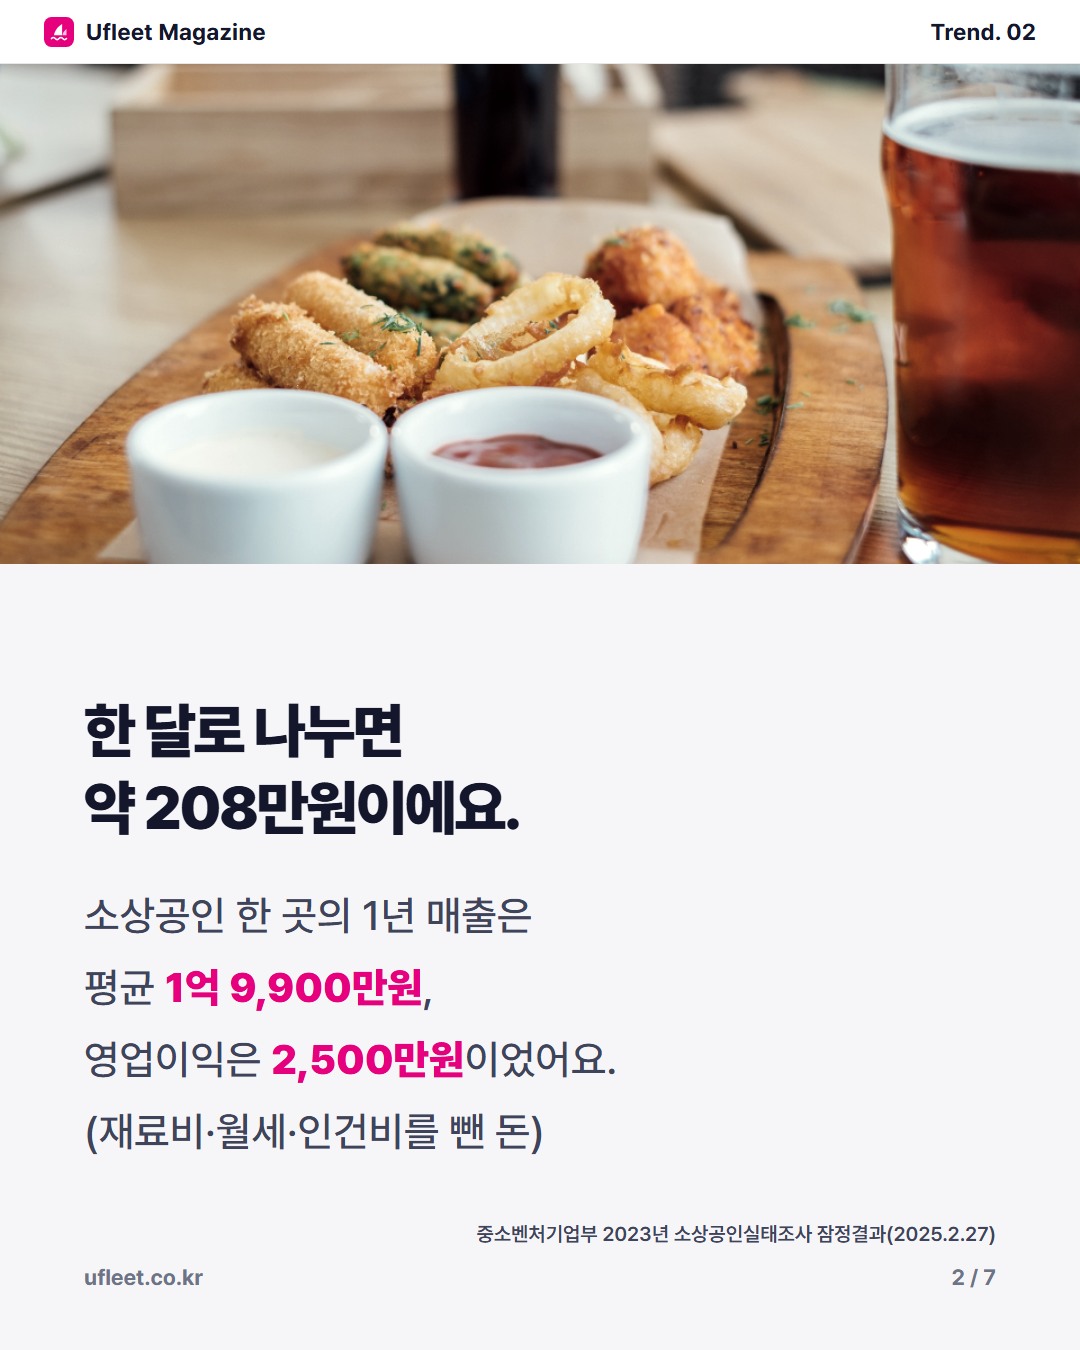 Ufleet Magazine
Trend. 02
한 달로 나누면
약 208만원이에요.
소상공인 한 곳의 1년 매출은
평균 1억 9,900만원,
영업이익은 2,500만원이었어요.
(재료비·월세·인건비를 뺀 돈)
중소벤처기업부 2023년 소상공인실태조사 잠정결과(2025.2.27)
ufleet.co.kr
2 / 7